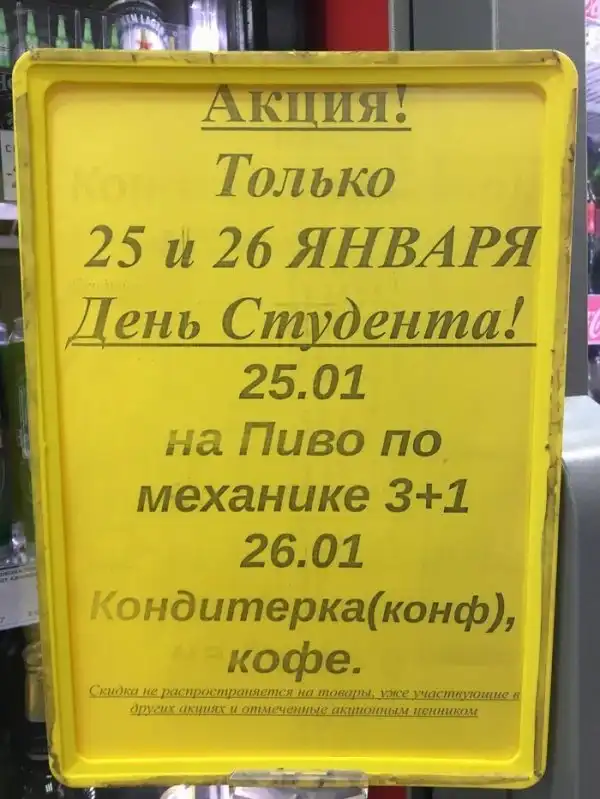 Акция!
Только
25 и 26 ЯНВАРЯ
День Студента!
25.01
на Пиво по
механике 3+1
26.01
Кондитерка(конф),
кофе.
Скидка не распространяется на товары, уже участвующие в
других акциях и отмеченные акционным ценником